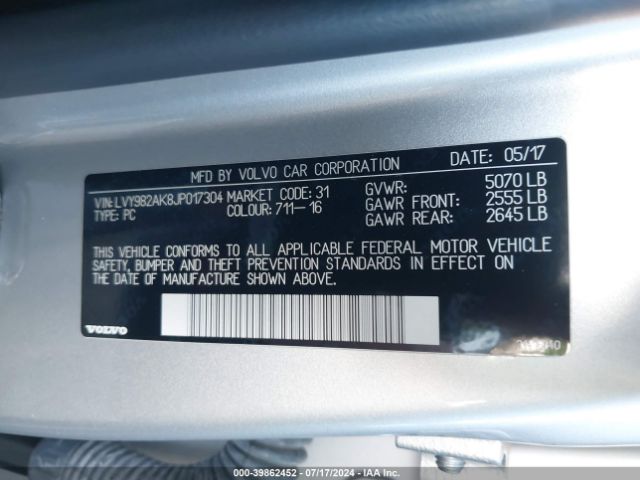 MFD BY VOLVO CAR CORPORATION DATE: 05/17
VIN:LVY982AK8JP017304 MARKET CODE: 31 GVWR: 5070 LB
TYPE: PC COLOUR: 711-16 GAWR FRONT: 2555 LB
GAWR REAR: 2645 LB
THIS VEHICLE CONFORMS TO ALL APPLICABLE FEDERAL MOTOR VEHICLE
SAFETY, BUMPER AND THEFT PREVENTION STANDARDS IN EFFECT ON
THE DATE OF MANUFACTURE SHOWN ABOVE.
VOLVO
000-39862452 - 07/17/2024 - IAAI.COM